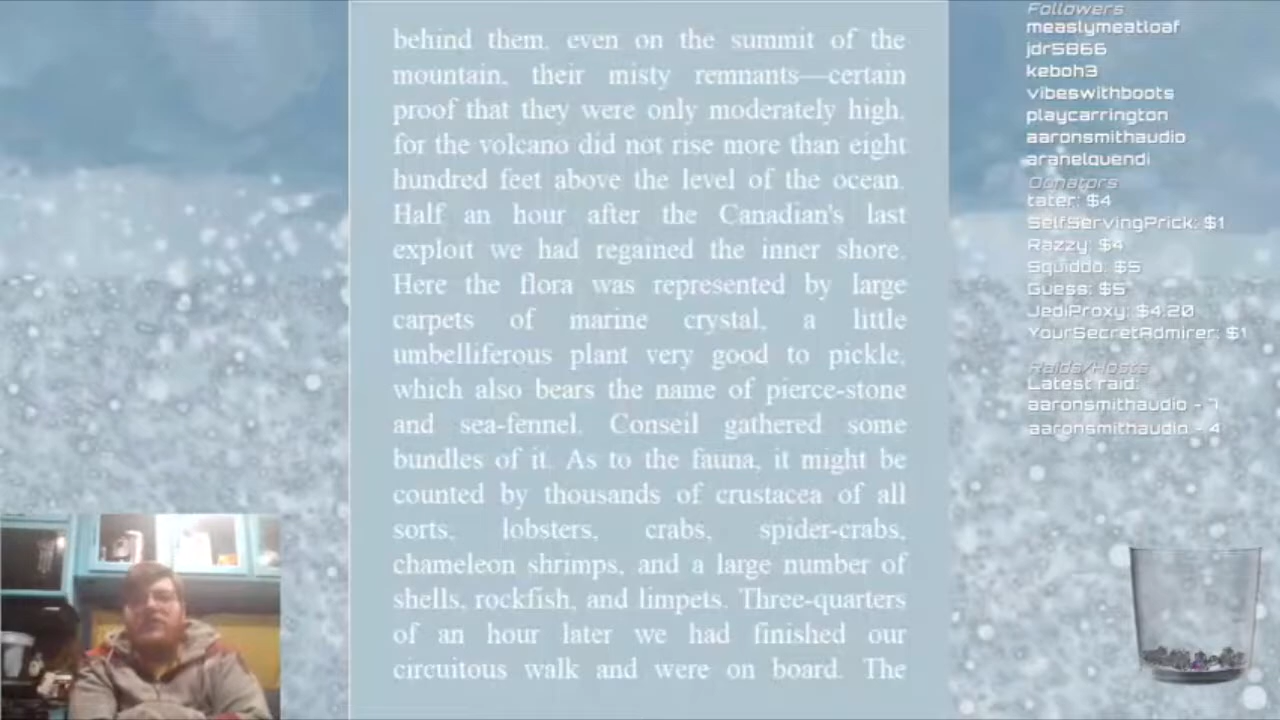 behind them, even on the summit of the
mountain, their misty remnants—certain
proof that they were only moderately high,
for the volcano did not rise more than eight
hundred feet above the level of the ocean.
Half an hour after the Canadian's last
exploit we had regained the inner shore.
Here the flora was represented by large
carpets of marine crystal, a little
umbelliferous plant very good to pickle,
which also bears the name of pierce-stone
and sea-fennel. Conseil gathered some
bundles of it. As to the fauna, it might be
counted by thousands of crustacea of all
sorts, lobsters, crabs, spider-crabs,
chameleon shrimps, and a large number of
shells, rockfish, and limpets. Three-quarters
of an hour later we had finished our
circuitous walk and were on board. The
Followers
measlymeatloaf
jdr5866
keboh3
vibeswithboots
playcarrington
aaronsmithaudio
aranelquendi
Donators
tater: $4
SelfServingPrick: $1
Razzy: $4
Squiddo: $5
Guess: $5
JediProxy: $4.20
YourSecretAdmirer: $1
Raids/Hosts
Latest raid:
aaronsmithaudio - 7
aaronsmithaudio - 4